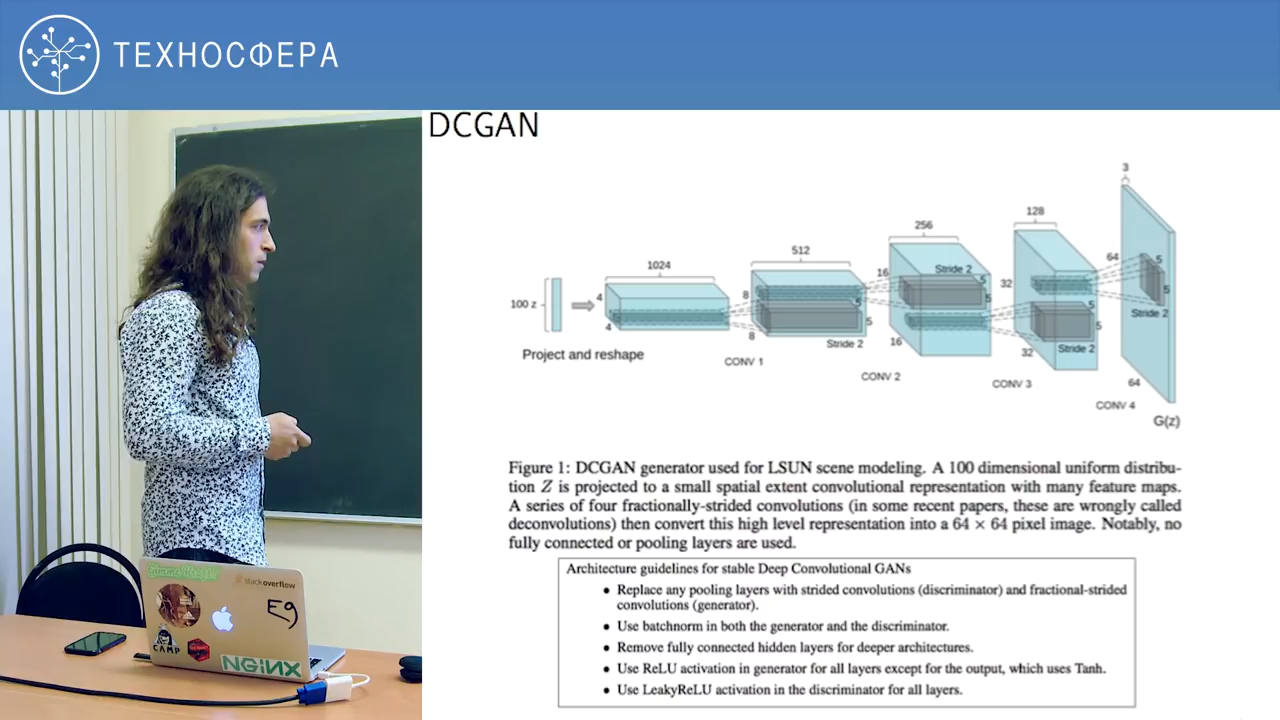 ТЕХНОСФЕРА
DCGAN
3
128
256
512
1024
64
5
16
Stride 2
32
5
5
100 z
4
8
5
5
5
Stride 2
4
8
5
5
Stride 2
16
32
Stride 2
Project and reshape
CONV 1
CONV 2
CONV 3
64
CONV 4
G(z)
Figure 1: DCGAN generator used for LSUN scene modeling. A 100 dimensional uniform distribu-
tion Z is projected to a small spatial extent convolutional representation with many feature maps.
A series of four fractionally-strided convolutions (in some recent papers, these are wrongly called
deconvolutions) then convert this high level representation into a 64 × 64 pixel image. Notably, no
fully connected or pooling layers are used.
Architecture guidelines for stable Deep Convolutional GANs
• Replace any pooling layers with strided convolutions (discriminator) and fractional-strided
convolutions (generator).
• Use batchnorm in both the generator and the discriminator.
• Remove fully connected hidden layers for deeper architectures.
• Use ReLU activation in generator for all layers except for the output, which uses Tanh.
• Use LeakyReLU activation in the discriminator for all layers.
stackoverflow
CAMP
NGINX